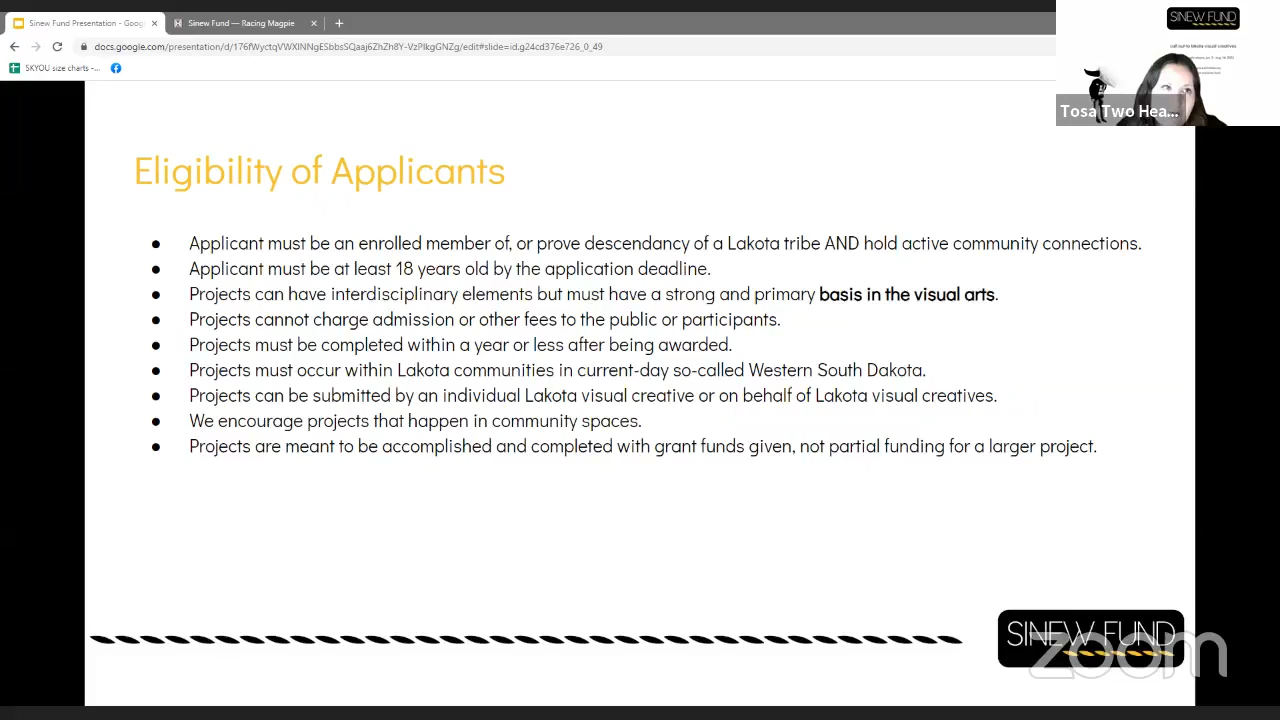 Sinew Fund Presentation - Goog
Sinew Fund — Racing Magpie
docs.google.com/presentation/d/176fWyctqVWXlNNgESbbsSQaaj6ZhZh8Y-VzPlkgGNZg/edit#slide=id.g24cd376e726_0_49
SKYOU size charts -...
SINEW FUND
call out to lakota visual creatives
Tosa Two Hea...
Eligibility of Applicants
● Applicant must be an enrolled member of, or prove descendancy of a Lakota tribe AND hold active community connections.
● Applicant must be at least 18 years old by the application deadline.
● Projects can have interdisciplinary elements but must have a strong and primary basis in the visual arts.
● Projects cannot charge admission or other fees to the public or participants.
● Projects must be completed within a year or less after being awarded.
● Projects must occur within Lakota communities in current-day so-called Western South Dakota.
● Projects can be submitted by an individual Lakota visual creative or on behalf of Lakota visual creatives.
● We encourage projects that happen in community spaces.
● Projects are meant to be accomplished and completed with grant funds given, not partial funding for a larger project.
SINEW FUND
zoom